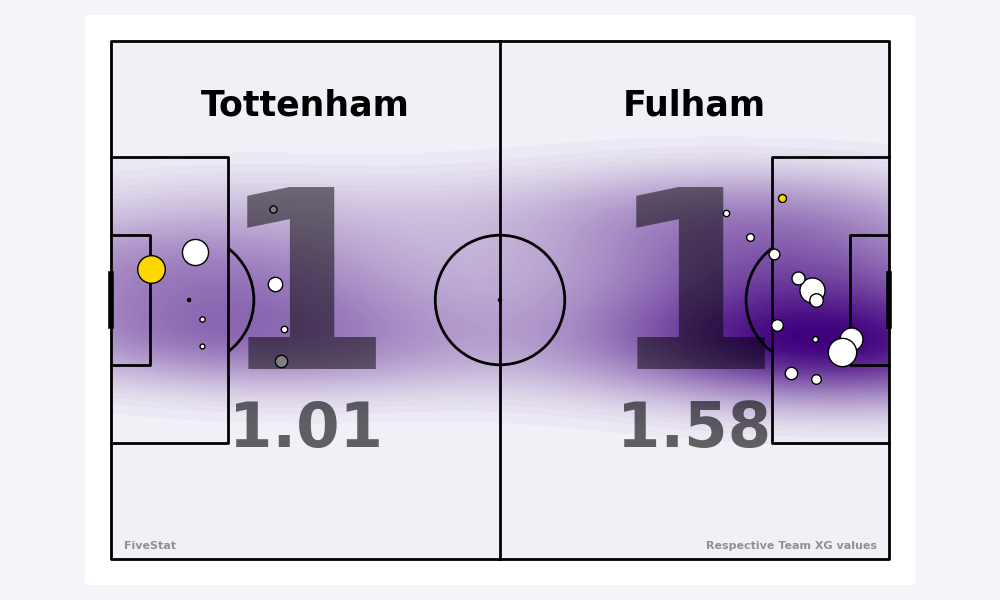 Tottenham
Fulham
1
1
1.01
1.58
FiveStat
Respective Team XG values